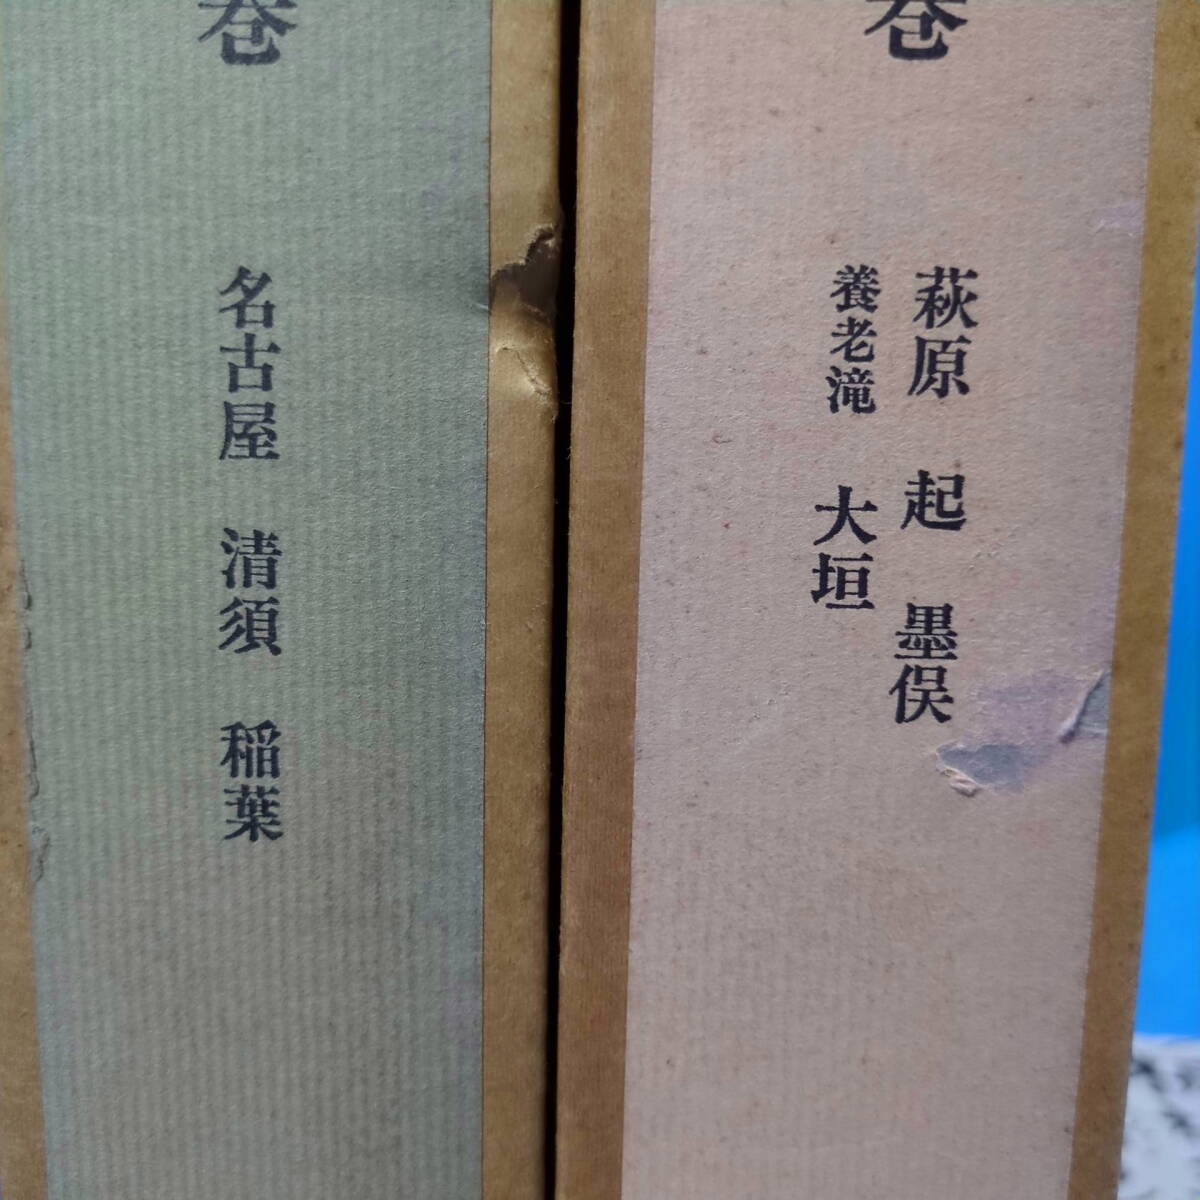 巻
萩原 起 墨俣
養老滝 大垣
巻
名古屋 清須 稲葉